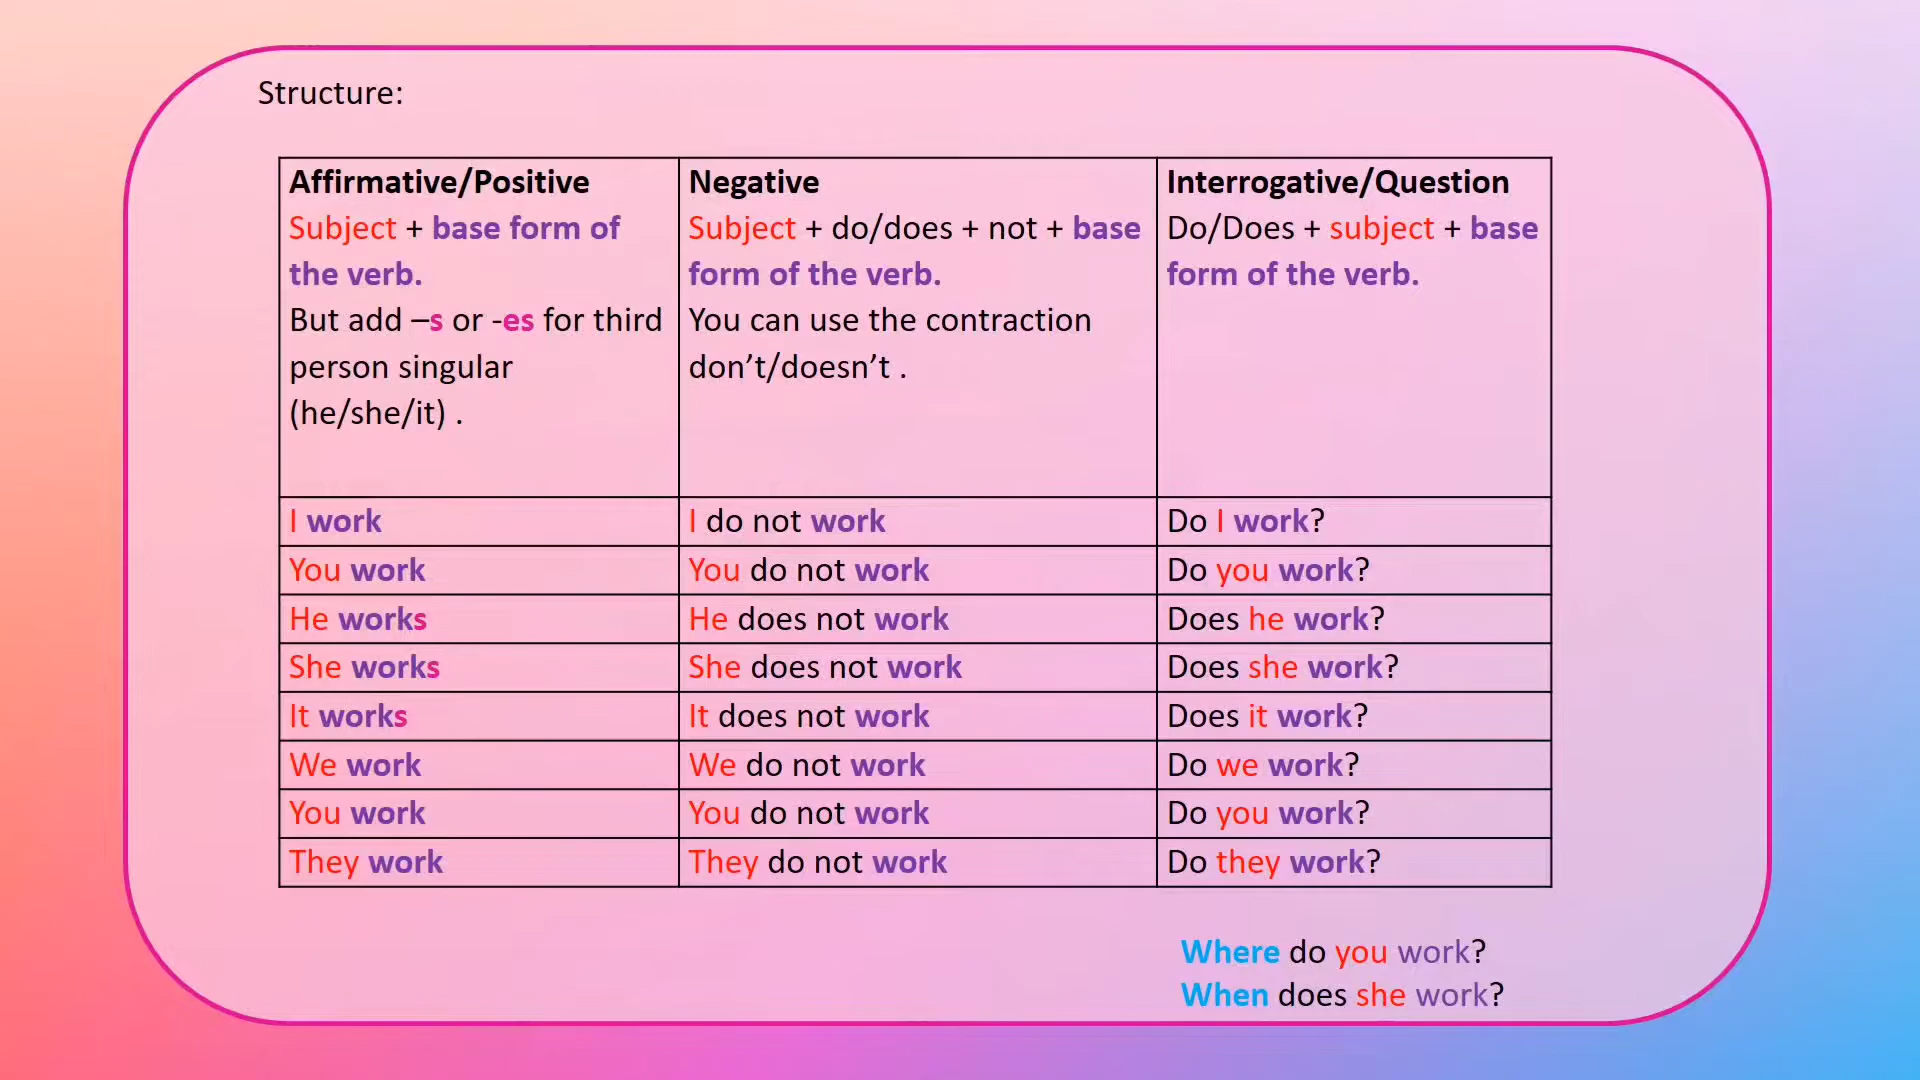 Structure:
Affirmative/Positive
Subject + base form of
the verb.
But add –s or -es for third
person singular
(he/she/it) .
Negative
Subject + do/does + not + base
form of the verb.
You can use the contraction
don’t/doesn’t .
Interrogative/Question
Do/Does + subject + base
form of the verb.
I work
I do not work
Do I work?
You work
You do not work
Do you work?
He works
He does not work
Does he work?
She works
She does not work
Does she work?
It works
It does not work
Does it work?
We work
We do not work
Do we work?
You work
You do not work
Do you work?
They work
They do not work
Do they work?
Where do you work?
When does she work?